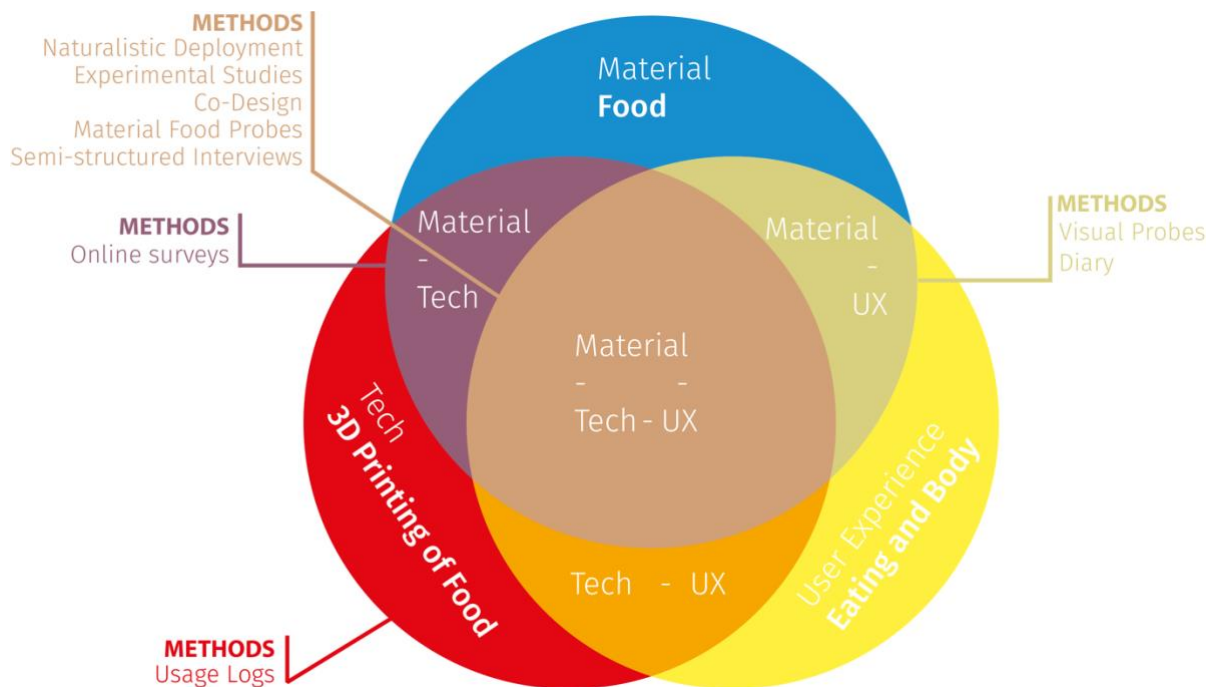 METHODS
Naturalistic Deployment
Experimental Studies
Co-Design
Material Food Probes
Semi-structured Interviews
Material
Food
METHODS
Online surveys
Material
-
Tech
Material
-
UX
METHODS
Visual Probes
Diary
Material
- -
Tech - UX
Tech
3D Printing of Food
User Experience
Eating and Body
Tech - UX
METHODS
Usage Logs